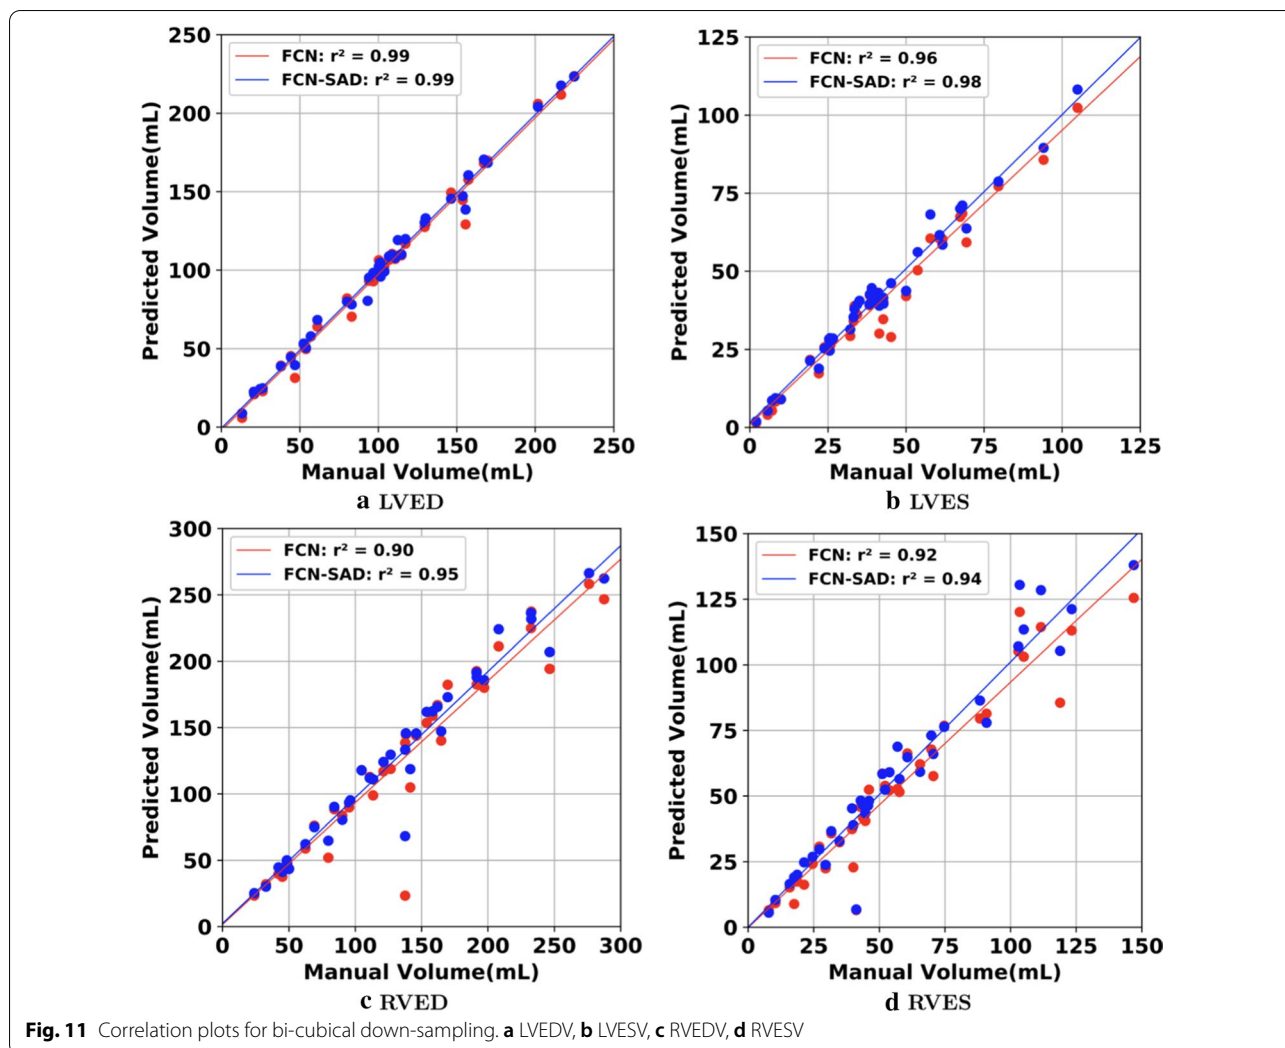 250
200
150
100
50
0
Predicted Volume(mL)
FCN: r² = 0.99
FCN-SAD: r² = 0.99
0 50 100 150 200 250
Manual Volume(mL)
a LVED
125
100
75
50
25
0
Predicted Volume(mL)
FCN: r² = 0.96
FCN-SAD: r² = 0.98
0 25 50 75 100 125
Manual Volume(mL)
b LVES
300
250
200
150
100
50
0
Predicted Volume(mL)
FCN: r² = 0.90
FCN-SAD: r² = 0.95
0 50 100 150 200 250 300
Manual Volume(mL)
c RVED
150
125
100
75
50
25
0
Predicted Volume(mL)
FCN: r² = 0.92
FCN-SAD: r² = 0.94
0 25 50 75 100 125 150
Manual Volume(mL)
d RVES
Fig. 11 Correlation plots for bi-cubical down-sampling. a LVEDV, b LVESV, c RVEDV, d RVESV